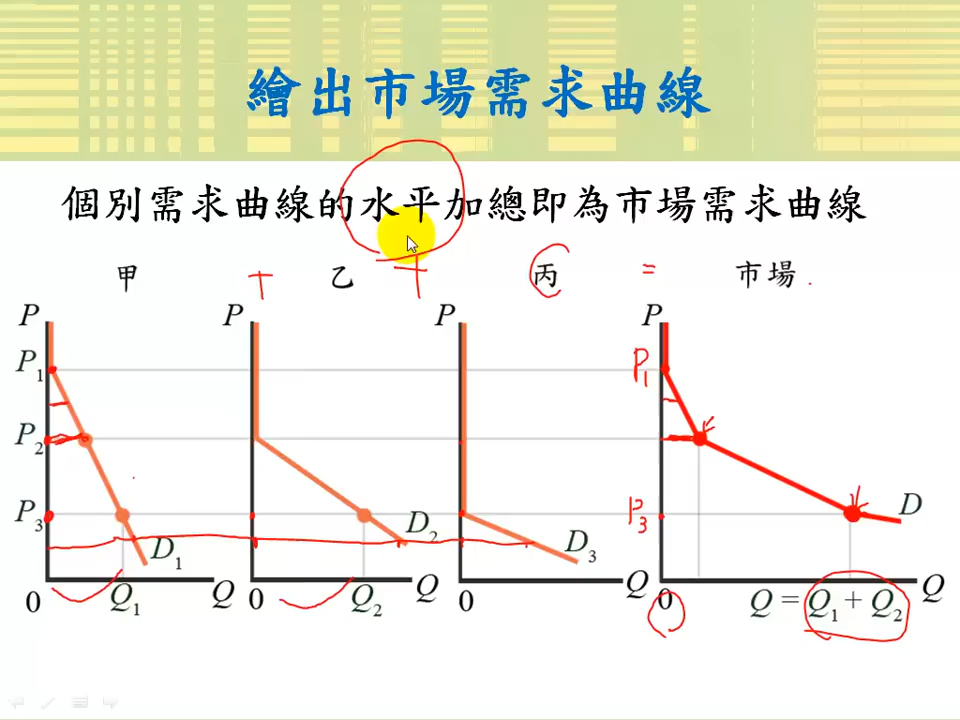 繪出市場需求曲線
個別需求曲線的水平加總即為市場需求曲線
甲 + 乙 + 丙 = 市場
P P P P
P₁ P₁
P₂
P₃ P₃
D₁ D₂ D₃ D
0 Q₁ Q 0 Q₂ Q 0 Q 0 Q = Q₁ + Q₂ Q